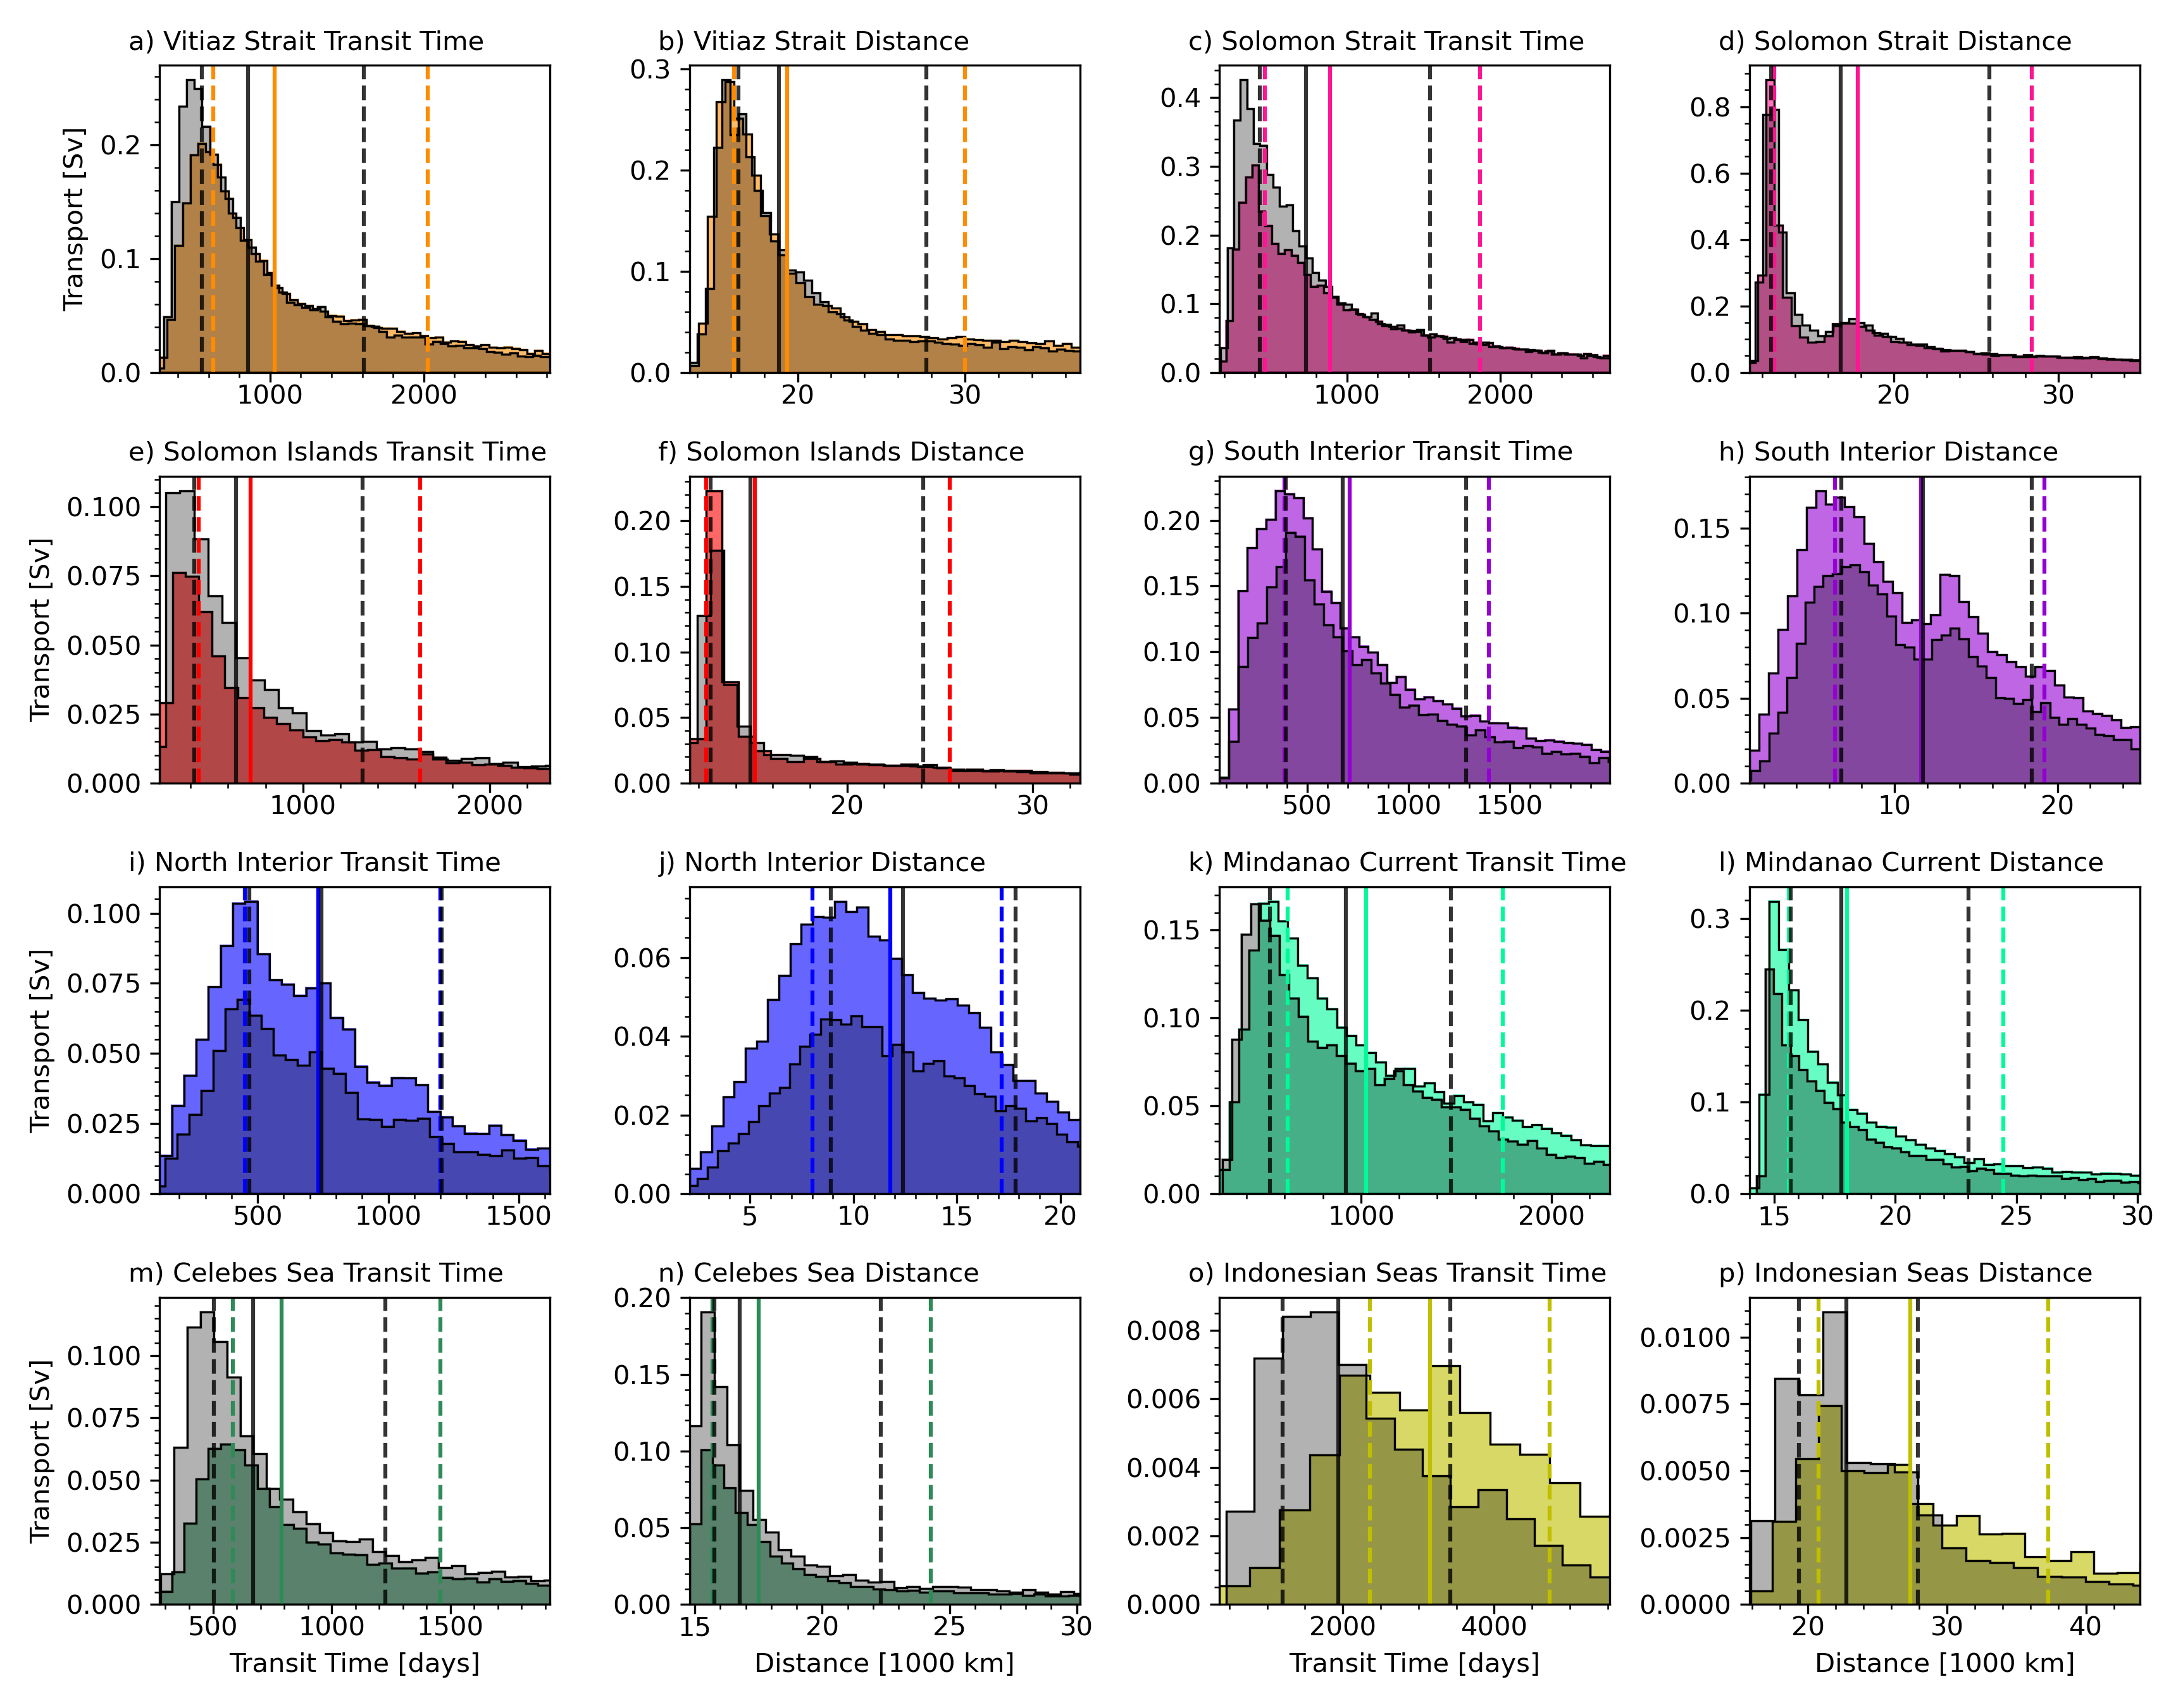 a) Vitiaz Strait Transit Time
b) Vitiaz Strait Distance
c) Solomon Strait Transit Time
d) Solomon Strait Distance
Transport [Sv]
0.2
0.1
0.0
1000 2000
0.3
0.2
0.1
0.0
20 30
0.4
0.3
0.2
0.1
0.0
1000 2000
0.8
0.6
0.4
0.2
0.0
20 30
e) Solomon Islands Transit Time
f) Solomon Islands Distance
g) South Interior Transit Time
h) South Interior Distance
Transport [Sv]
0.100
0.075
0.050
0.025
0.000
1000 2000
0.20
0.15
0.10
0.05
0.00
20 30
0.20
0.15
0.10
0.05
0.00
500 1000 1500
0.15
0.10
0.05
0.00
10 20
i) North Interior Transit Time
j) North Interior Distance
k) Mindanao Current Transit Time
l) Mindanao Current Distance
Transport [Sv]
0.100
0.075
0.050
0.025
0.000
500 1000 1500
0.06
0.04
0.02
0.00
5 10 15 20
0.15
0.10
0.05
0.00
1000 2000
0.3
0.2
0.1
0.0
15 20 25 30
m) Celebes Sea Transit Time
n) Celebes Sea Distance
o) Indonesian Seas Transit Time
p) Indonesian Seas Distance
Transport [Sv]
0.100
0.075
0.050
0.025
0.000
500 1000 1500
Transit Time [days]
0.20
0.15
0.10
0.05
0.00
15 20 25 30
Distance [1000 km]
0.008
0.006
0.004
0.002
0.000
2000 4000
Transit Time [days]
0.0100
0.0075
0.0050
0.0025
0.0000
20 30 40
Distance [1000 km]